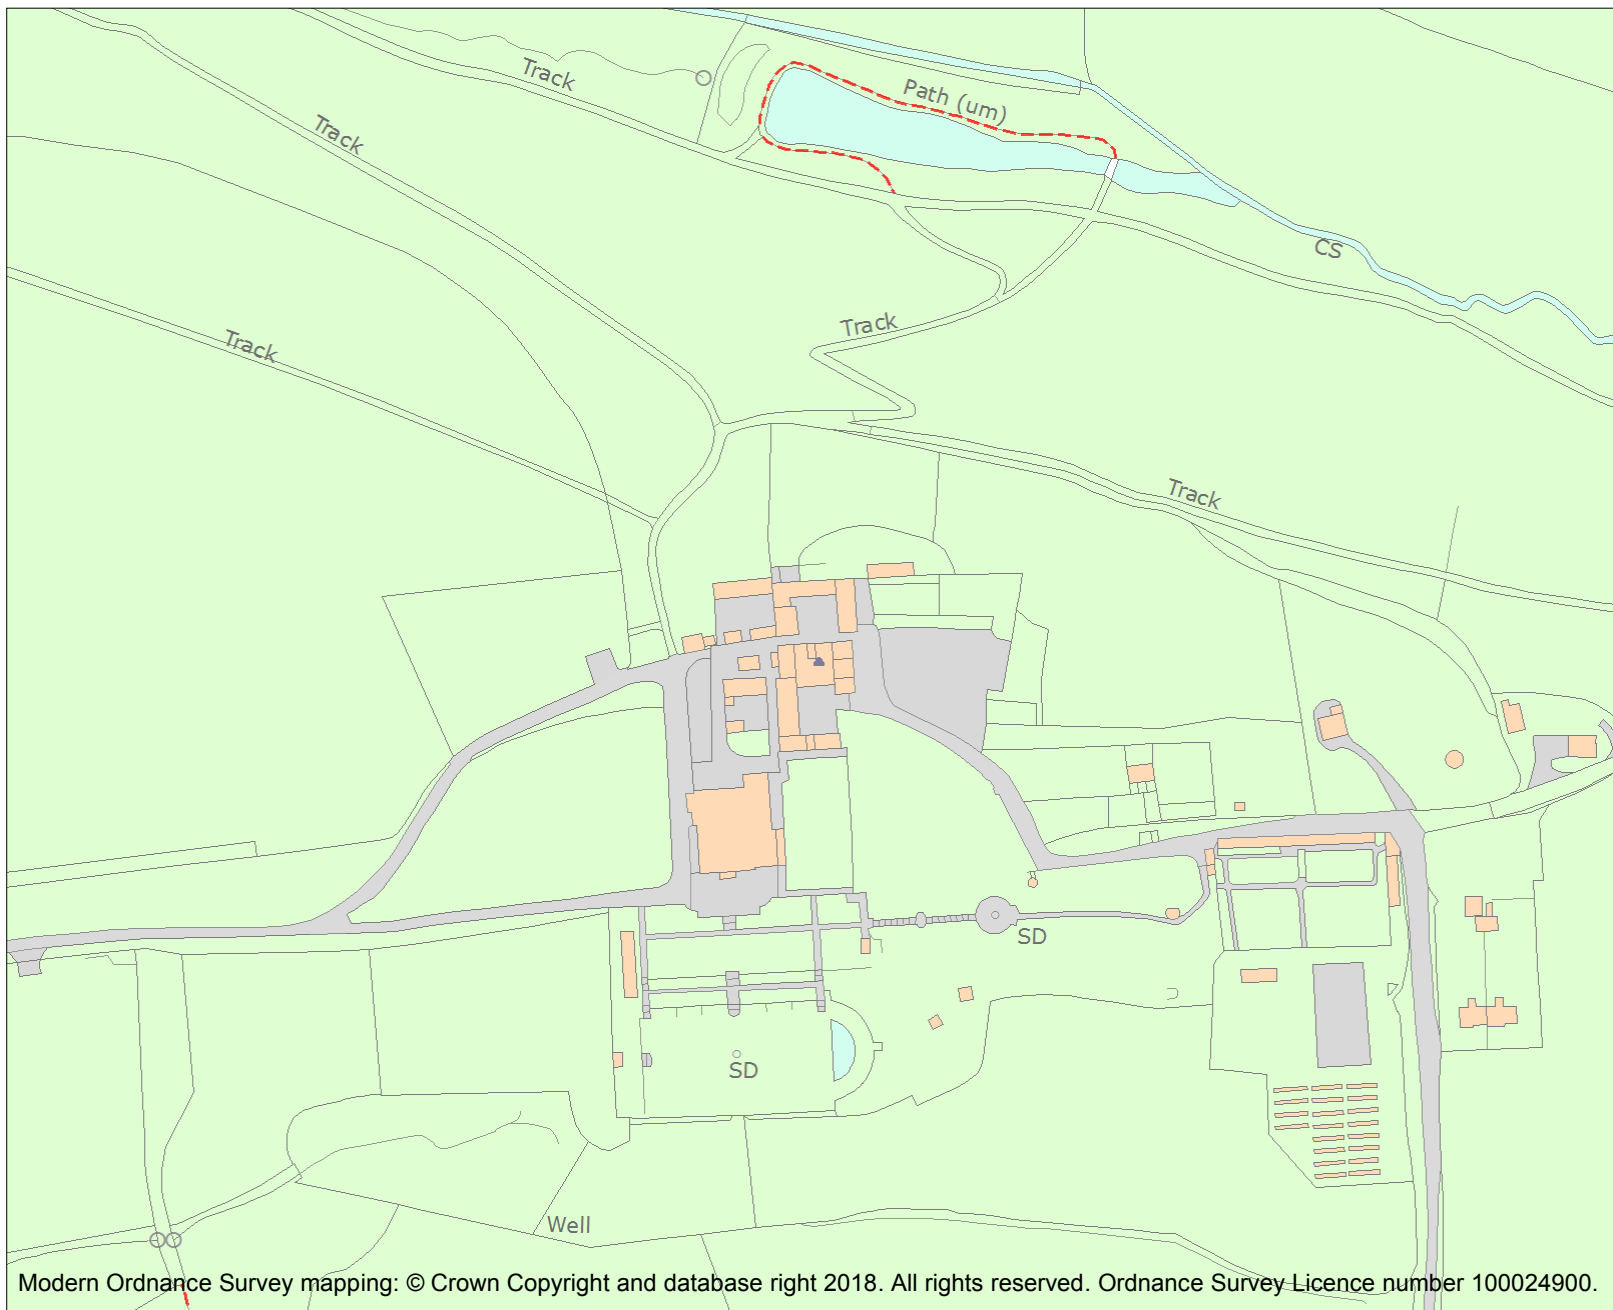 Track
Path (um)
Track
CS
Track
Track
Track
SD
SD
Well
Modern Ordnance Survey mapping: © Crown Copyright and database right 2018. All rights reserved. Ordnance Survey Licence number 100024900.